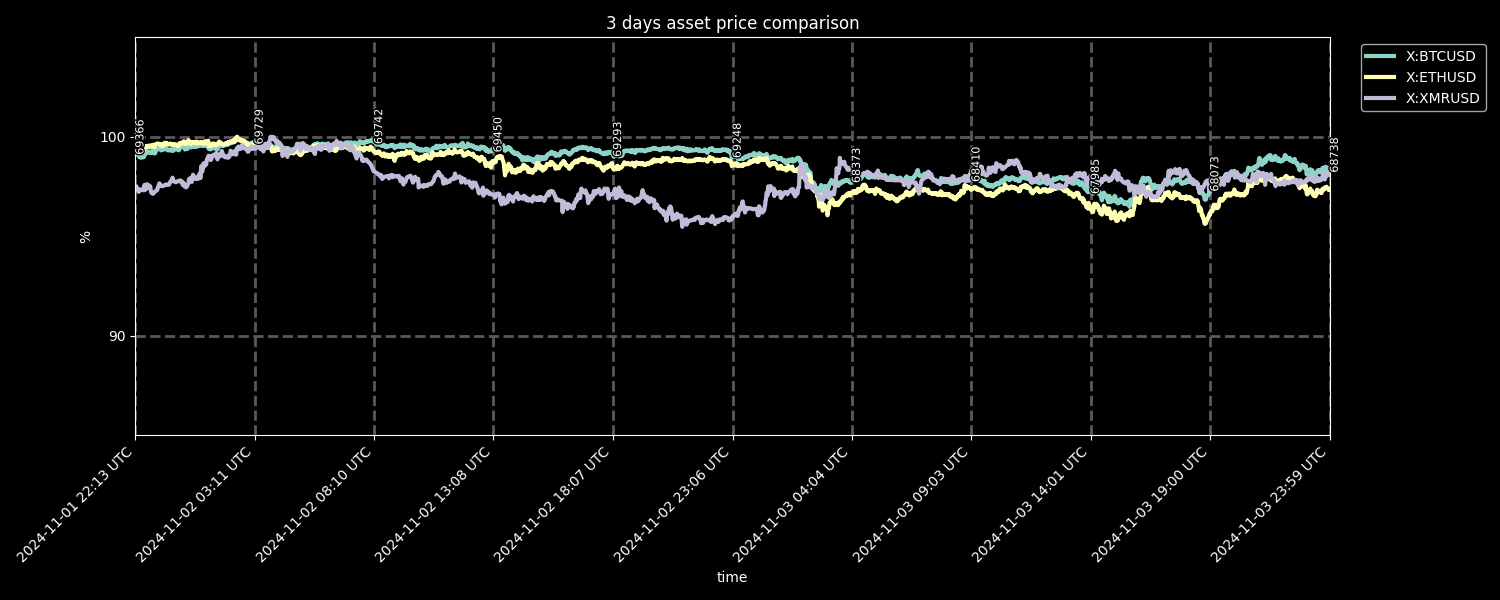 3 days asset price comparison
X:BTCUSD
X:ETHUSD
X:XMRUSD
100
90
%
69366
69729
69742
69450
69293
69248
68373
68410
67985
68073
68738
2024-11-01 22:13 UTC
2024-11-02 03:11 UTC
2024-11-02 08:10 UTC
2024-11-02 13:08 UTC
2024-11-02 18:07 UTC
2024-11-02 23:06 UTC
2024-11-03 04:04 UTC
2024-11-03 09:03 UTC
2024-11-03 14:01 UTC
2024-11-03 19:00 UTC
2024-11-03 23:59 UTC
time